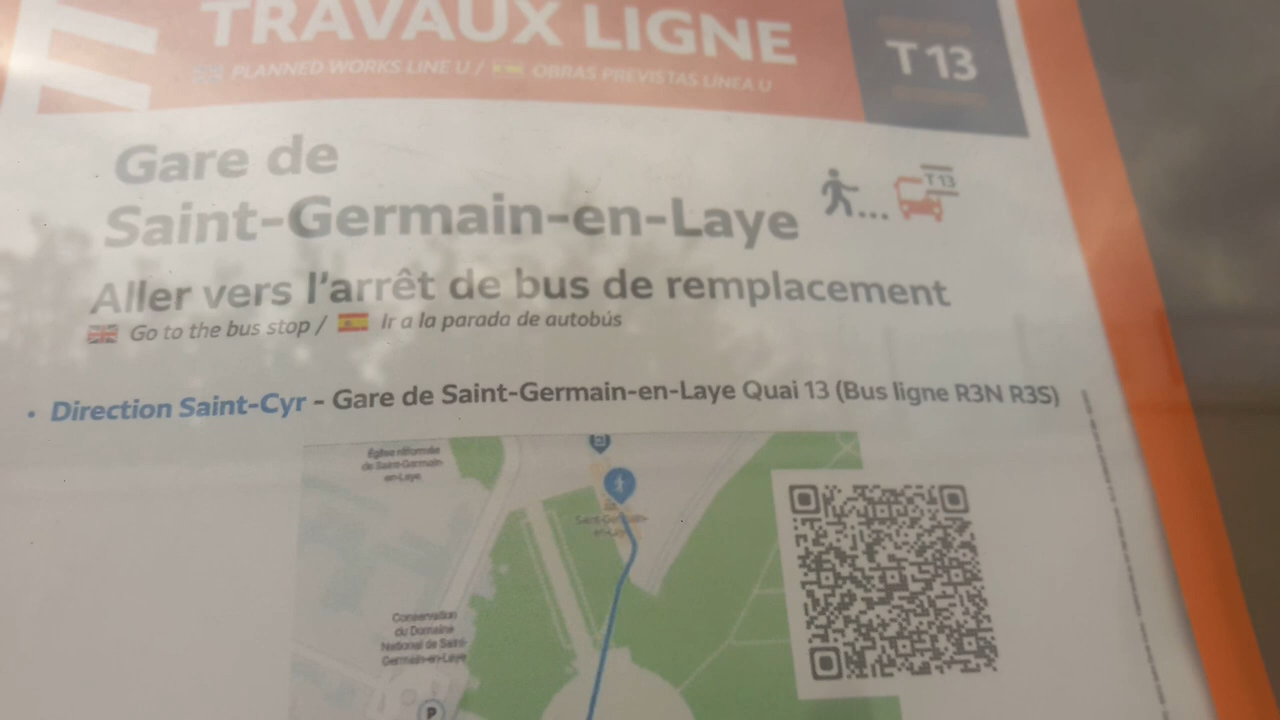 TRAVAUX LIGNE
T 13
PLANNED WORKS LINE U / OBRAS PREVISTAS LINEA U
Gare de
Saint-Germain-en-Laye
T 13
Aller vers l'arrêt de bus de remplacement
Go to the bus stop / Ir a la parada de autobús
• Direction Saint-Cyr - Gare de Saint-Germain-en-Laye Quai 13 (Bus ligne R3N R3S)
Église réformée
de Saint-Germain-
en-Laye
Saint-Germain-
en-Laye
Conservation
du Domaine
National de Saint-
Germain-en-Laye
P